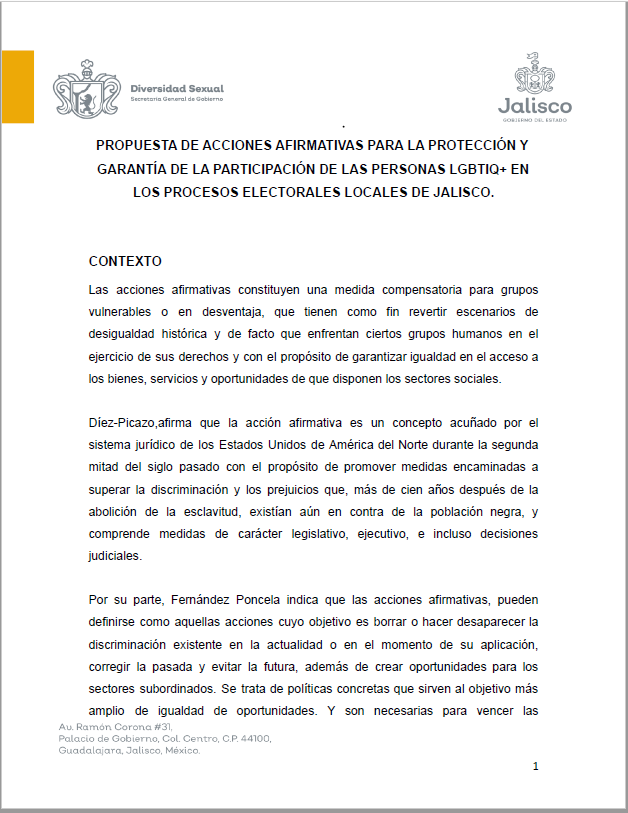 Diversidad Sexual
Secretaría General de Gobierno
Jalisco
GOBIERNO DEL ESTADO
.
PROPUESTA DE ACCIONES AFIRMATIVAS PARA LA PROTECCIÓN Y
GARANTÍA DE LA PARTICIPACIÓN DE LAS PERSONAS LGBTIQ+ EN
LOS PROCESOS ELECTORALES LOCALES DE JALISCO.
CONTEXTO
Las acciones afirmativas constituyen una medida compensatoria para grupos
vulnerables o en desventaja, que tienen como fin revertir escenarios de
desigualdad histórica y de facto que enfrentan ciertos grupos humanos en el
ejercicio de sus derechos y con el propósito de garantizar igualdad en el acceso a
los bienes, servicios y oportunidades de que disponen los sectores sociales.
Díez-Picazo,afirma que la acción afirmativa es un concepto acuñado por el
sistema jurídico de los Estados Unidos de América del Norte durante la segunda
mitad del siglo pasado con el propósito de promover medidas encaminadas a
superar la discriminación y los prejuicios que, más de cien años después de la
abolición de la esclavitud, existían aún en contra de la población negra, y
comprende medidas de carácter legislativo, ejecutivo, e incluso decisiones
judiciales.
Por su parte, Fernández Poncela indica que las acciones afirmativas, pueden
definirse como aquellas acciones cuyo objetivo es borrar o hacer desaparecer la
discriminación existente en la actualidad o en el momento de su aplicación,
corregir la pasada y evitar la futura, además de crear oportunidades para los
sectores subordinados. Se trata de políticas concretas que sirven al objetivo más
amplio de igualdad de oportunidades. Y son necesarias para vencer las
Av. Ramón Corona #31,
Palacio de Gobierno, Col. Centro, C.P. 44100,
Guadalajara, Jalisco, México.
1